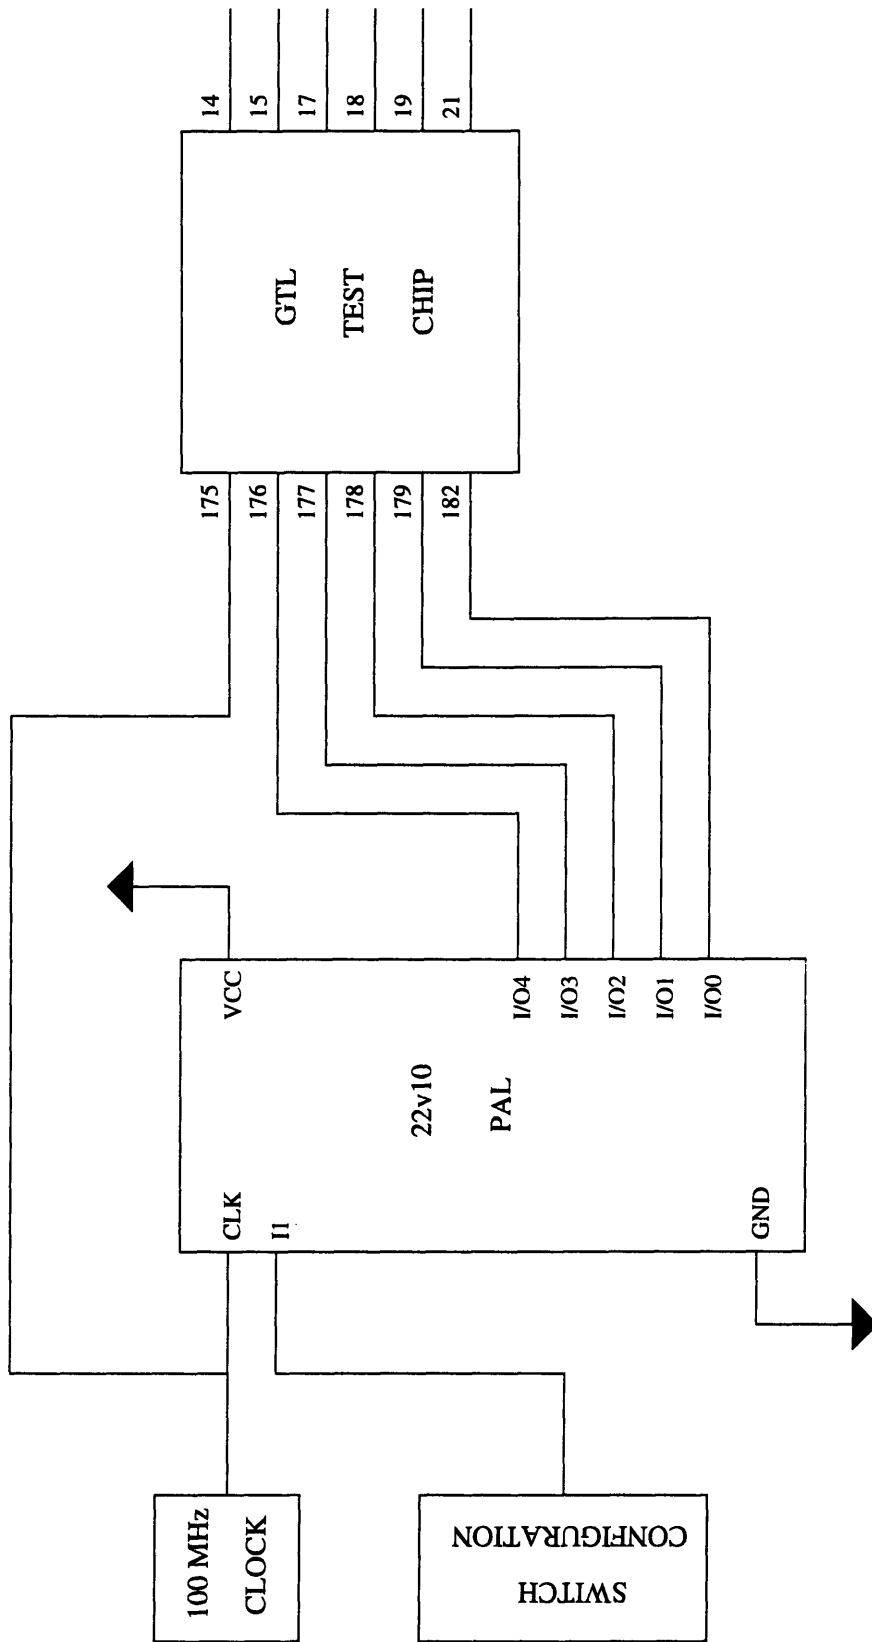 100 MHz
CLOCK
SWITCH
CONFIGURATION
CLK
I1
GND
22v10
PAL
VCC
I/O4
I/O3
I/O2
I/O1
I/O0
175
176
177
178
179
182
GTL
TEST
CHIP
14
15
17
18
19
21